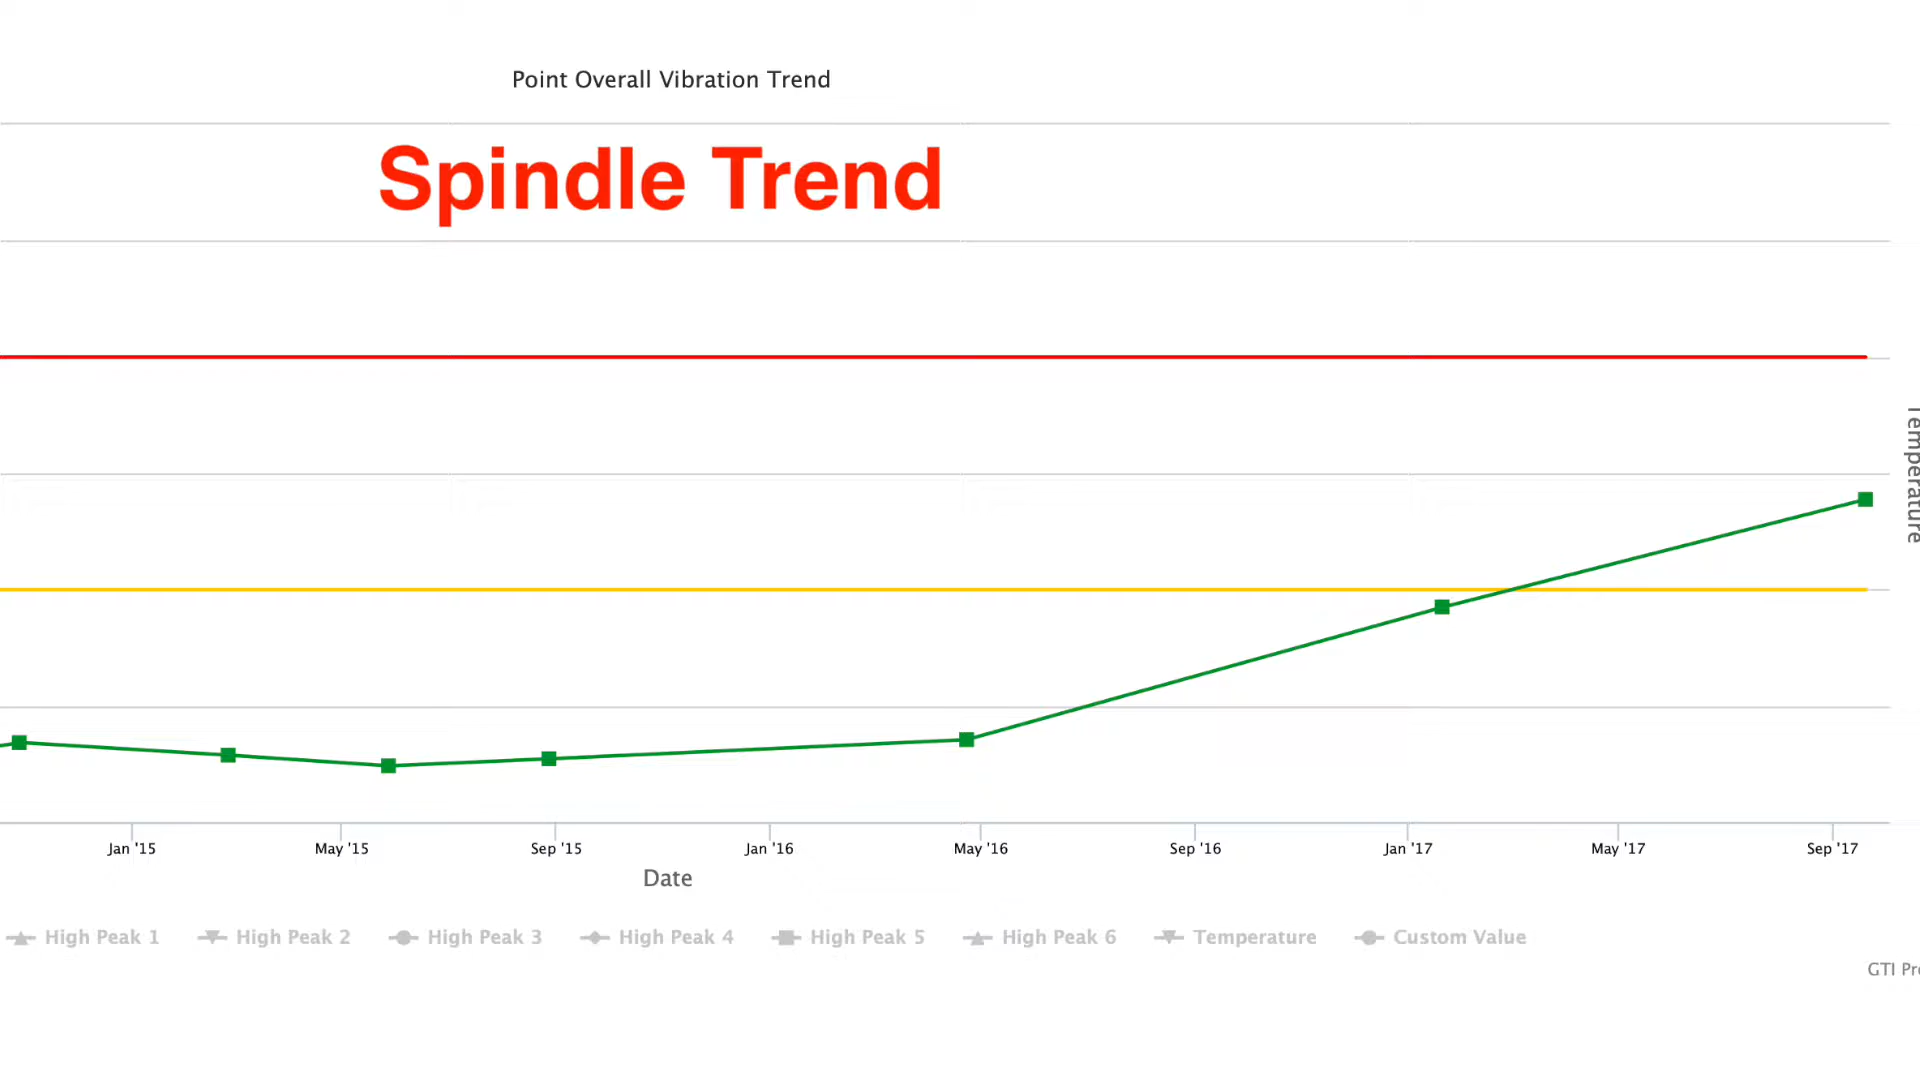 Point Overall Vibration Trend
Spindle Trend
Temperature
Jan '15 May '15 Sep '15 Jan '16 May '16 Sep '16 Jan '17 May '17 Sep '17
Date
High Peak 1 High Peak 2 High Peak 3 High Peak 4 High Peak 5 High Peak 6 Temperature Custom Value
GTI